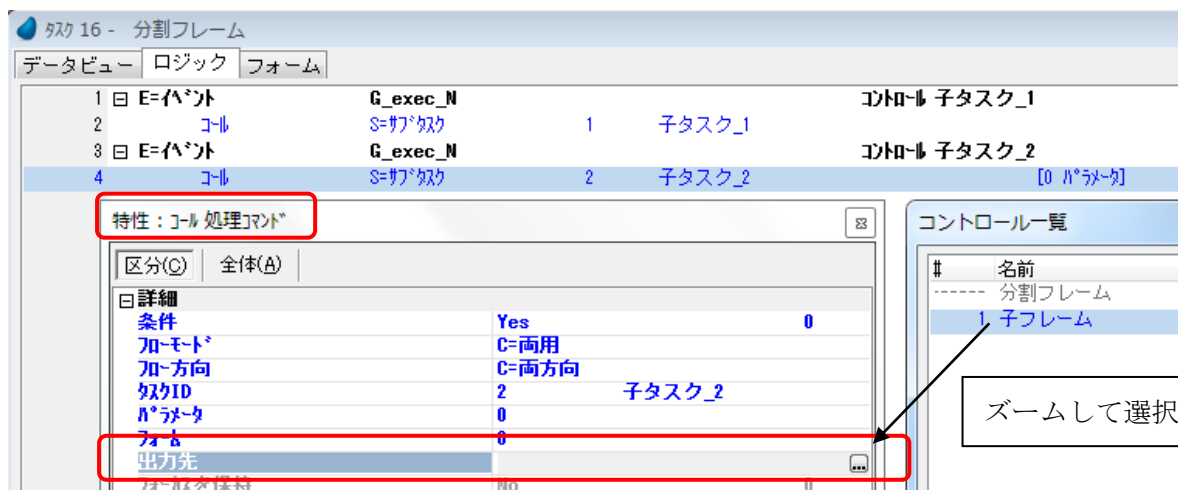 ﾀｽｸ 16 - 分割フレーム
データビュー ロジック フォーム
1 E=ｲﾍﾞﾝﾄ G_exec_N ｺﾝﾄﾛｰﾙ 子タスク_1
2 ｺｰﾙ S=ｻﾌﾞﾀｽｸ 1 子タスク_1
3 E=ｲﾍﾞﾝﾄ G_exec_N ｺﾝﾄﾛｰﾙ 子タスク_2
4 ｺｰﾙ S=ｻﾌﾞﾀｽｸ 2 子タスク_2 [0 ﾊﾟﾗﾒｰﾀ]
特性：ｺｰﾙ 処理ｺﾏﾝﾄﾞ
区分(C) 全体(A)
詳細
条件 Yes 0
ﾌﾛｰﾓｰﾄﾞ C=両用
ﾌﾛｰ方向 C=両方向
ﾀｽｸID 2 子タスク_2
ﾊﾟﾗﾒｰﾀ 0
ﾌｫｰﾑ 0
出力先 ...
ﾌｫｰｶｽを保持 No 0
コントロール一覧
# 名前
------ 分割フレーム
1 子フレーム
ズームして選択